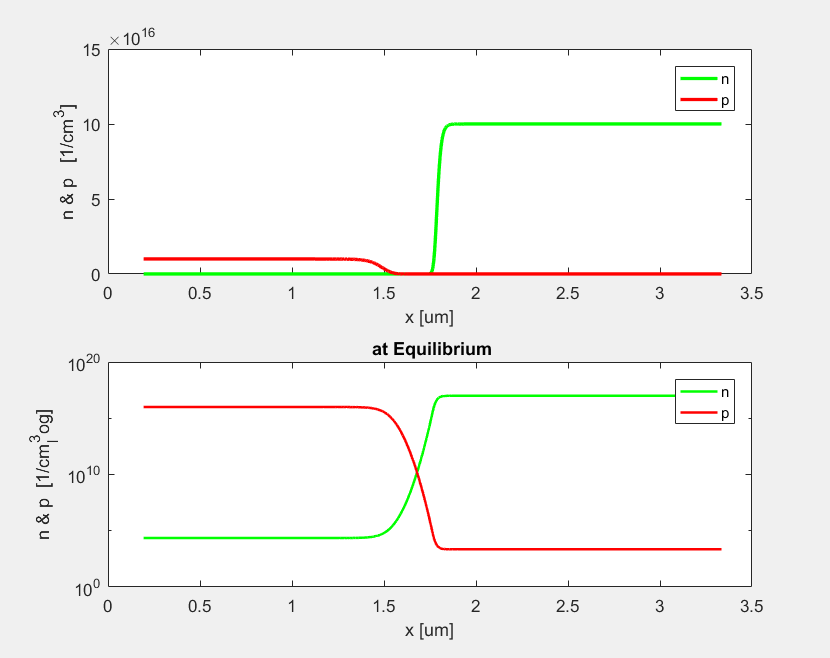 ×10^16
15
10
5
0
n & p [1/cm^3]
n
p
0 0.5 1 1.5 2 2.5 3 3.5
x [um]
at Equilibrium
10^20
10^10
10^0
n & p [1/cm^3_log]
n
p
0 0.5 1 1.5 2 2.5 3 3.5
x [um]